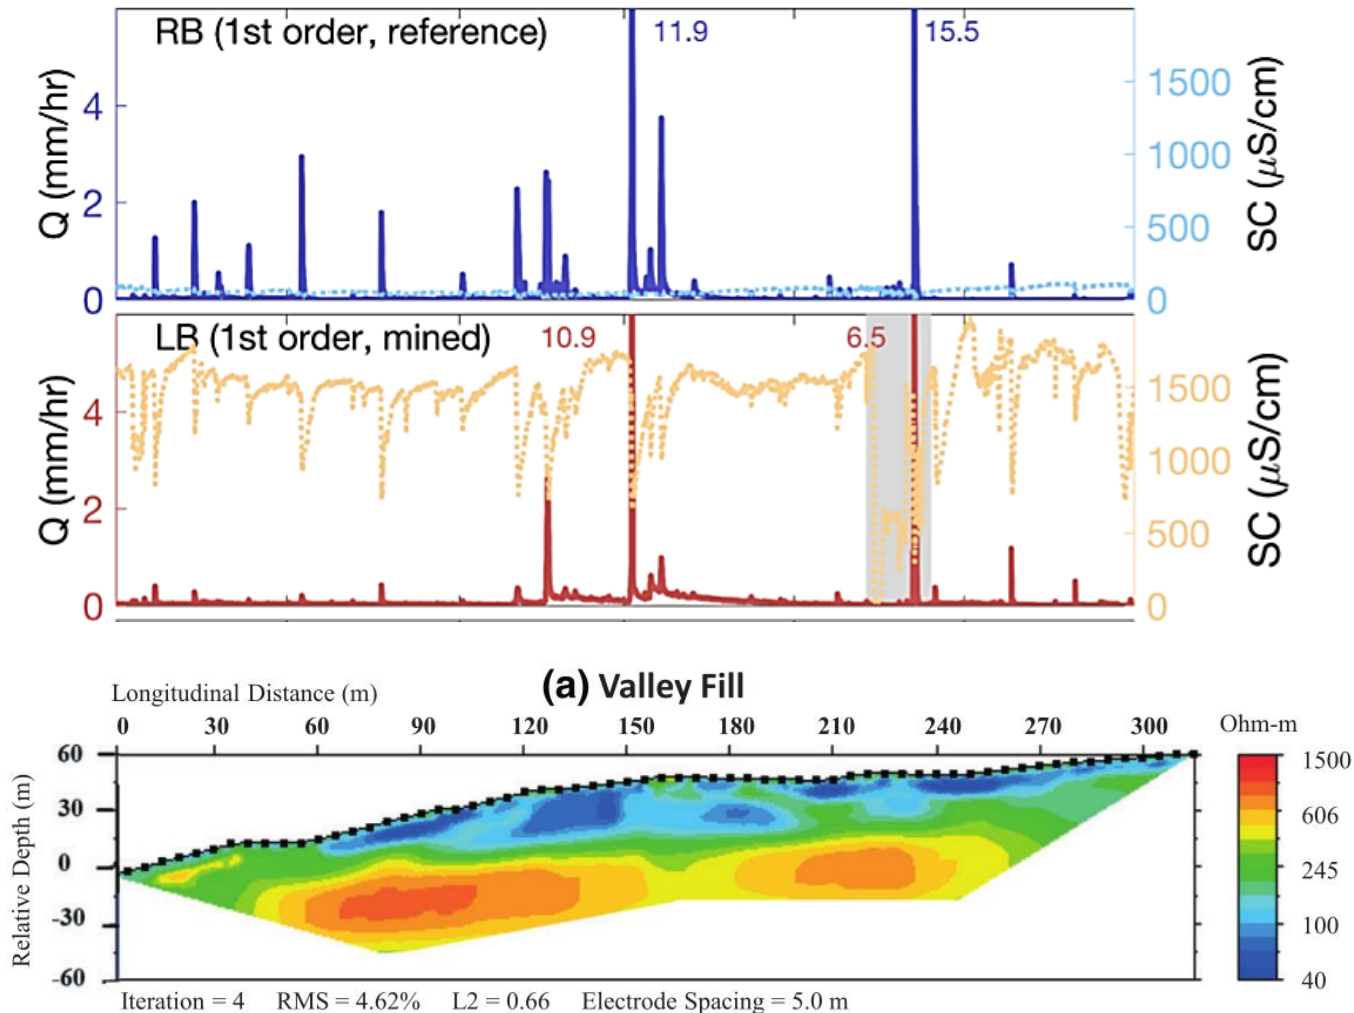 RB (1st order, reference)
11.9
15.5
Q (mm/hr)
4
2
0
1500
1000
500
0
SC (μS/cm)
LB (1st order, mined)
10.9
6.5
Q (mm/hr)
4
2
0
1500
1000
500
0
SC (μS/cm)
(a) Valley Fill
Longitudinal Distance (m)
0 30 60 90 120 150 180 210 240 270 300
Ohm-m
Relative Depth (m)
60
30
0
-30
-60
1500
606
245
100
40
Iteration = 4 RMS = 4.62% L2 = 0.66 Electrode Spacing = 5.0 m